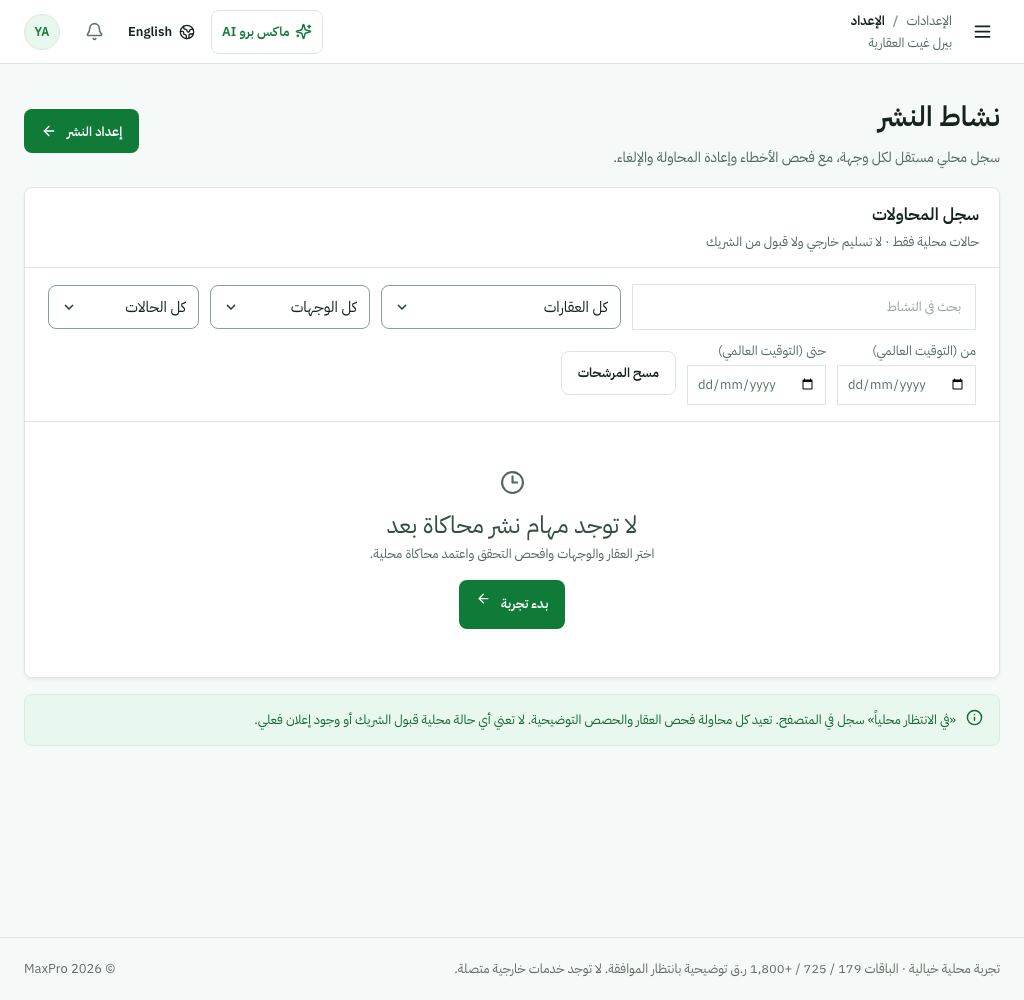 الإعدادات / الإعداد
بيرل غيت العقارية
ماكس برو AI
English
YA
نشاط النشر
سجل محلي مستقل لكل وجهة، مع فحص الأخطاء وإعادة المحاولة والإلغاء.
إعداد النشر
سجل المحاولات
حالات محلية فقط · لا تسليم خارجي ولا قبول من الشريك
بحث في النشاط
كل العقارات
كل الوجهات
كل الحالات
من (التوقيت العالمي)
حتى (التوقيت العالمي)
dd/mm/yyyy
dd/mm/yyyy
مسح المرشحات
لا توجد مهام نشر محاكاة بعد
اختر العقار والوجهات وافحص التحقق واعتمد محاكاة محلية.
بدء تجربة
«في الانتظار محلياً» سجل في المتصفح. تعيد كل محاولة فحص العقار والحصص التوضيحية. لا تعني أي حالة محلية قبول الشريك أو وجود إعلان فعلي.
تجربة محلية خيالية · الباقات 179 / 725 / +1,800 ر.ق توضيحية بانتظار الموافقة. لا توجد خدمات خارجية متصلة.
© 2026 MaxPro